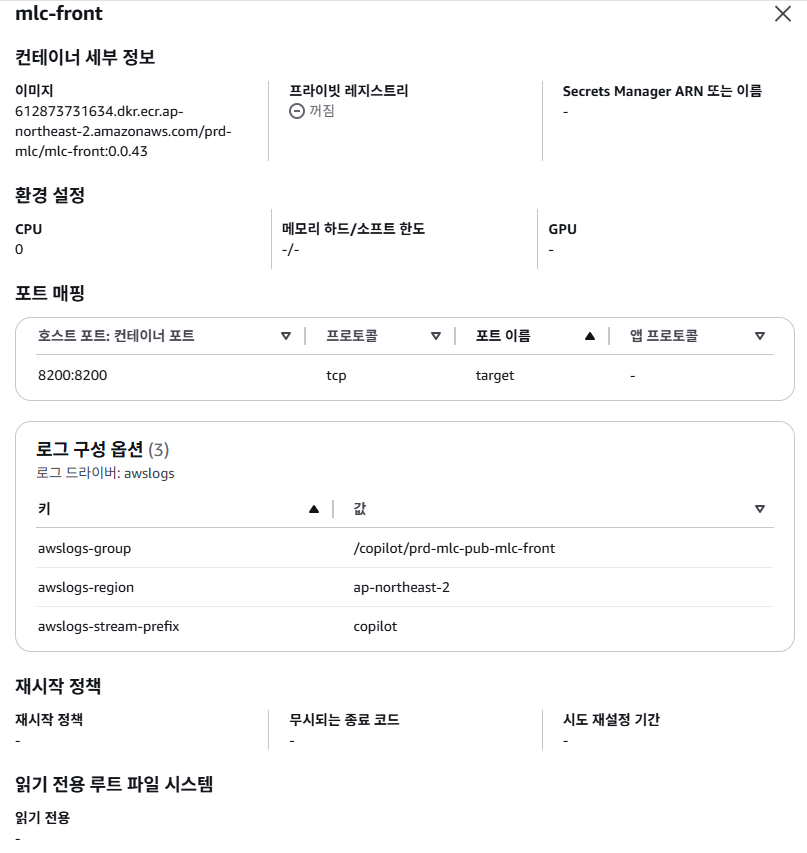 mlc-front
컨테이너 세부 정보
이미지
612873731634.dkr.ecr.ap-
northeast-2.amazonaws.com/prd-
mlc/mlc-front:0.0.43
프라이빗 레지스트리
꺼짐
Secrets Manager ARN 또는 이름
-
환경 설정
CPU
0
메모리 하드/소프트 한도
-/-
GPU
-
포트 매핑
호스트 포트: 컨테이너 포트 프로토콜 포트 이름 앱 프로토콜
8200:8200 tcp target -
로그 구성 옵션 (3)
로그 드라이버: awslogs
키 값
awslogs-group /copilot/prd-mlc-pub-mlc-front
awslogs-region ap-northeast-2
awslogs-stream-prefix copilot
재시작 정책
재시작 정책
-
무시되는 종료 코드
-
시도 재설정 기간
-
읽기 전용 루트 파일 시스템
읽기 전용
-